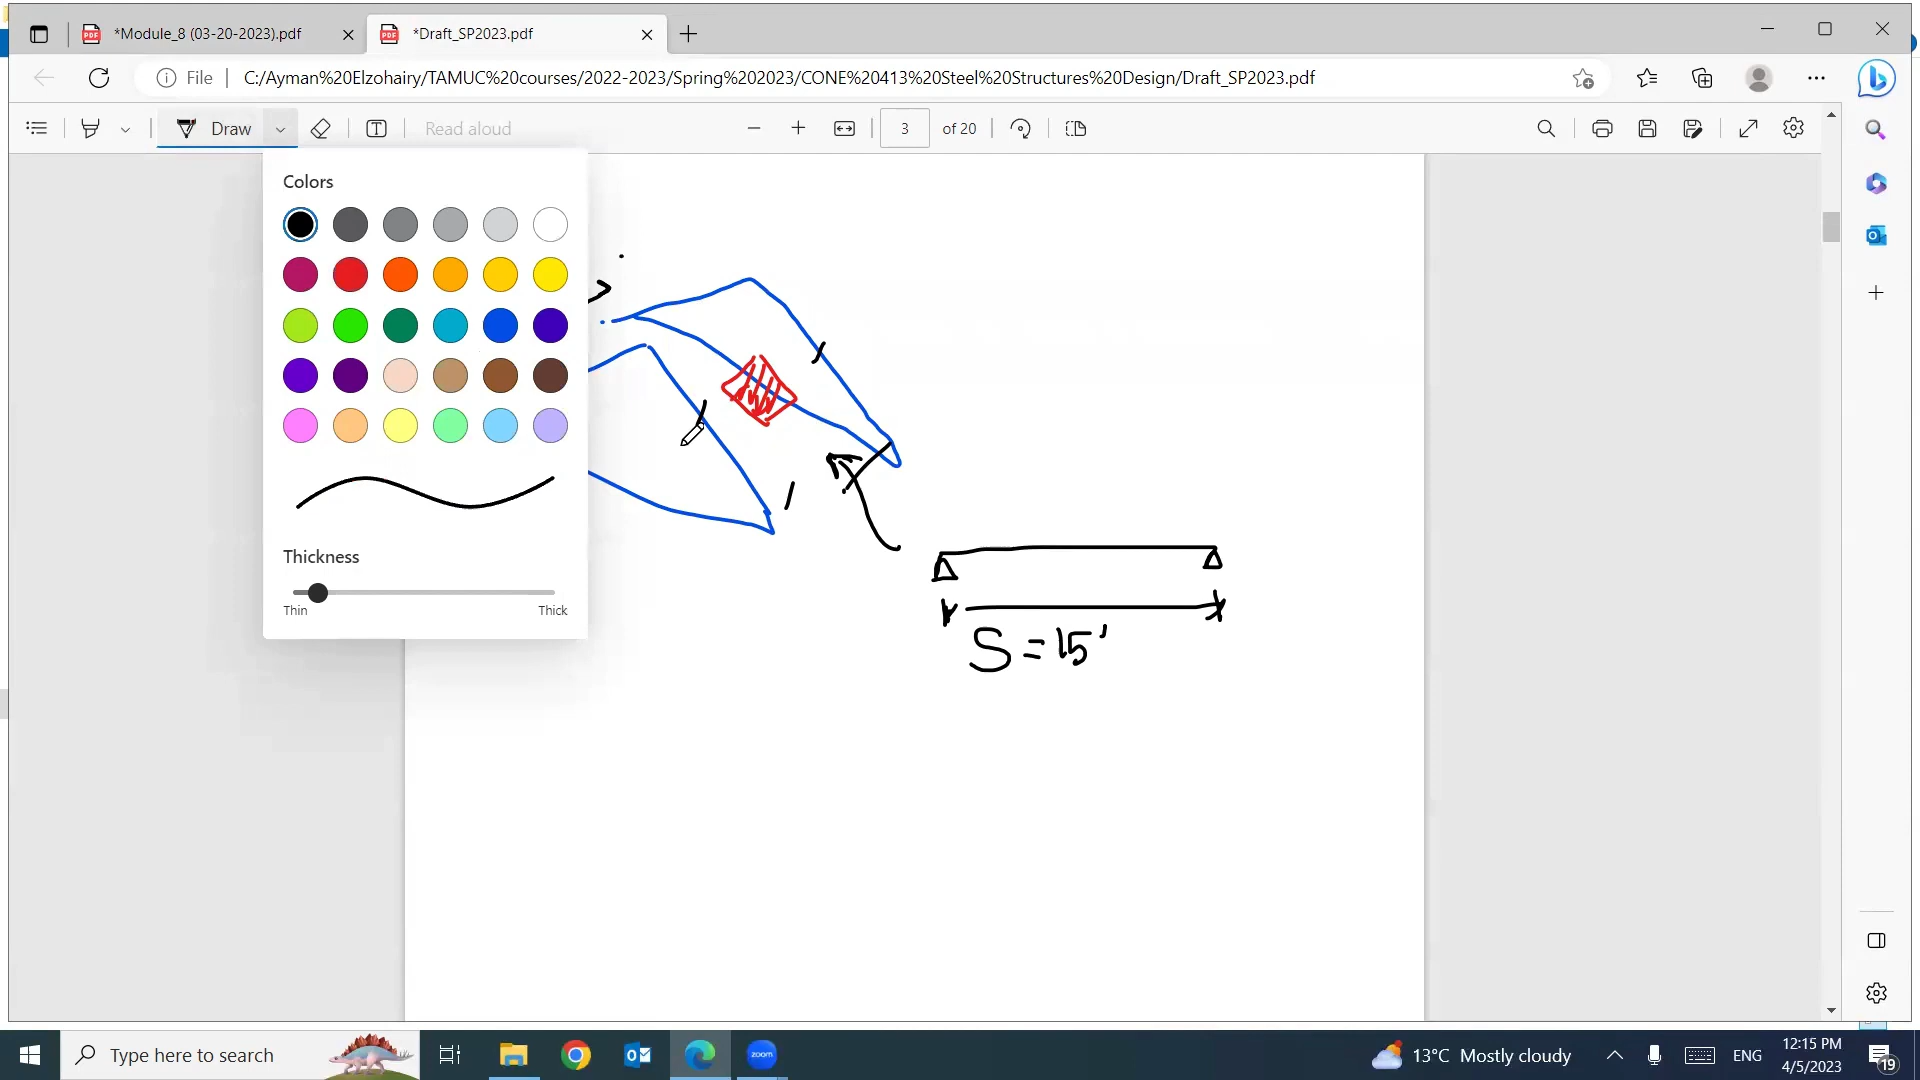 *Module_8 (03-20-2023).pdf
*Draft_SP2023.pdf
File
C:/Ayman%20Elzohairy/TAMUC%20courses/2022-2023/Spring%202023/CONE%20413%20Steel%20Structures%20Design/Draft_SP2023.pdf
Draw
Read aloud
3
of 20
Colors
Thickness
Thin
Thick
S = 15'
Type here to search
zoom
13°C Mostly cloudy
ENG
12:15 PM
4/5/2023
19